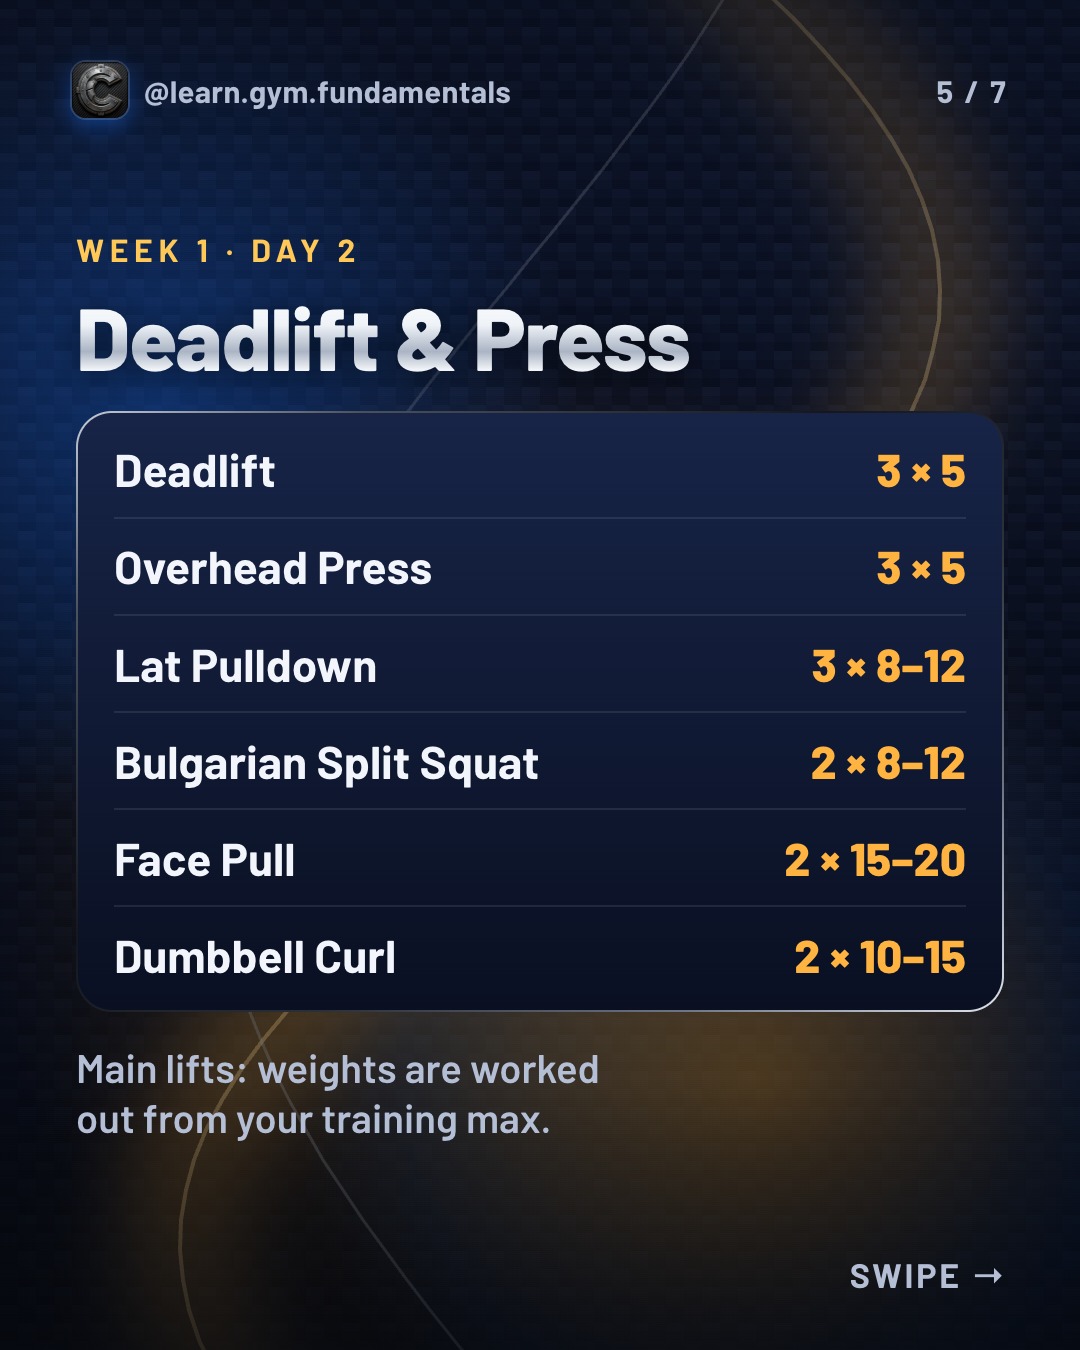 @learn.gym.fundamentals
5 / 7
WEEK 1 · DAY 2
Deadlift & Press
Deadlift 3 × 5
Overhead Press 3 × 5
Lat Pulldown 3 × 8–12
Bulgarian Split Squat 2 × 8–12
Face Pull 2 × 15–20
Dumbbell Curl 2 × 10–15
Main lifts: weights are worked
out from your training max.
SWIPE →